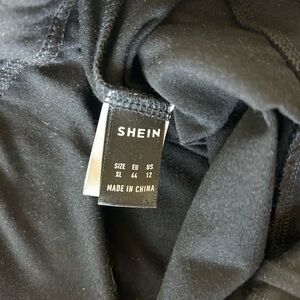 SHEIN
SIZE EU US
XL 44 12
MADE IN CHINA